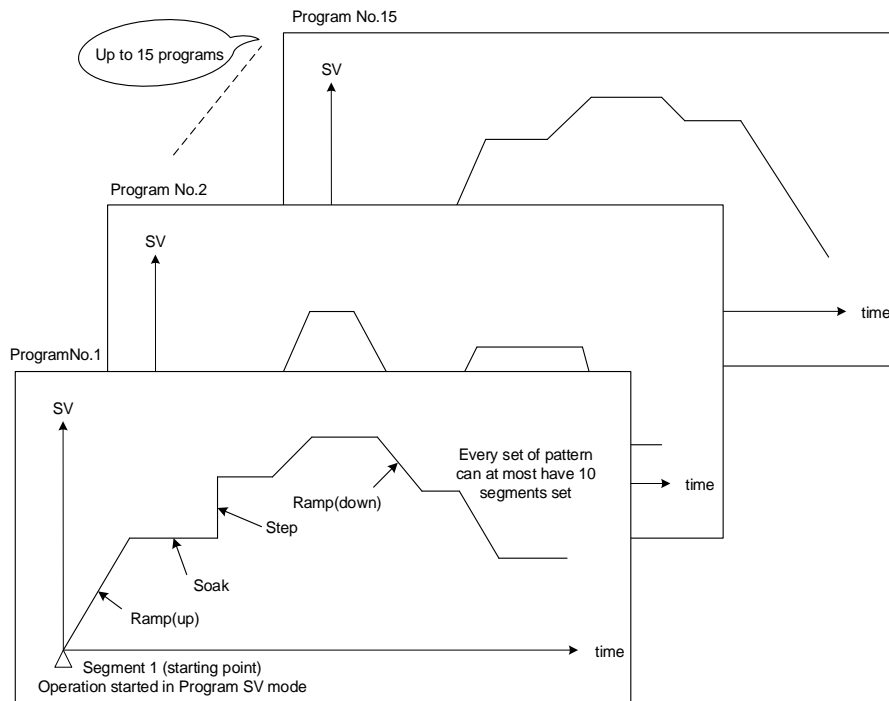 Program No.15
Up to 15 programs
SV
time
Program No.2
SV
time
ProgramNo.1
SV
Every set of pattern
can at most have 10
segments set
Ramp(down)
Step
Soak
Ramp(up)
time
Segment 1 (starting point)
Operation started in Program SV mode